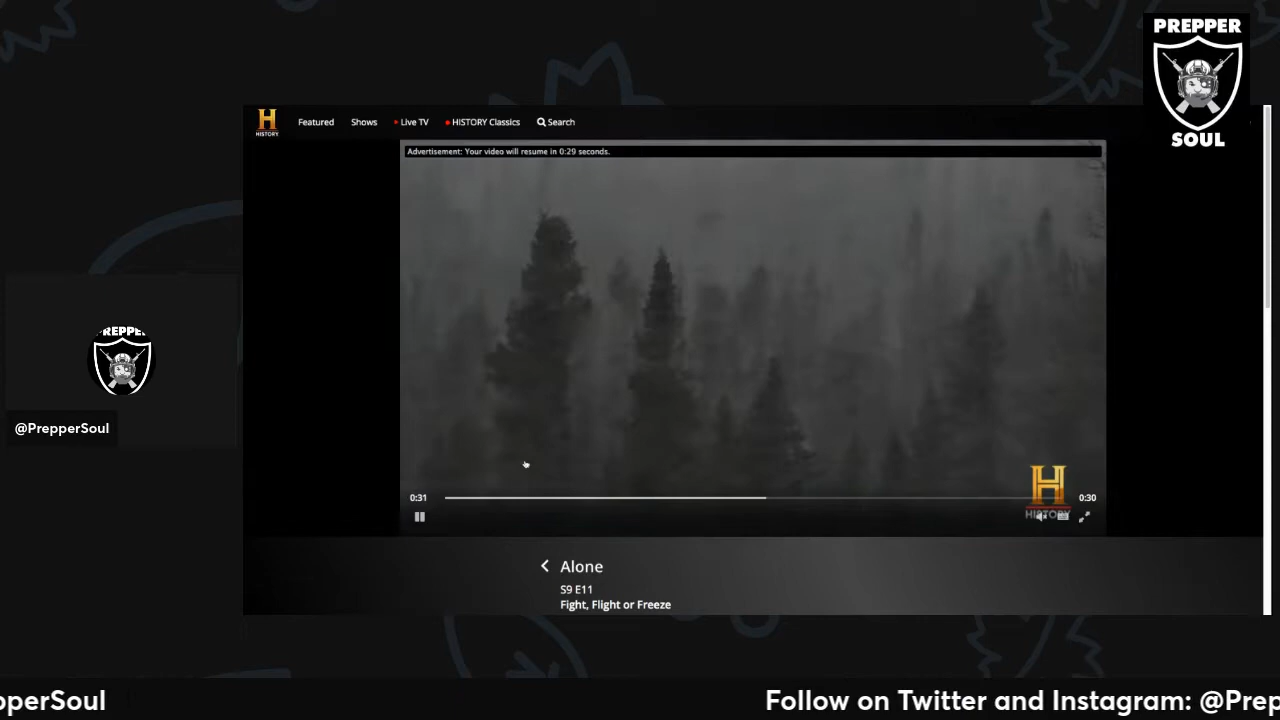 PREPPER
SOUL
H
HISTORY
Featured
Shows
Live TV
HISTORY Classics
Search
Advertisement: Your video will resume in 0:29 seconds.
REPPE
@PrepperSoul
0:31
0:30
H
HISTORY
Alone
S9 E11
Fight, Flight or Freeze
pperSoul
Follow on Twitter and Instagram: @Prep